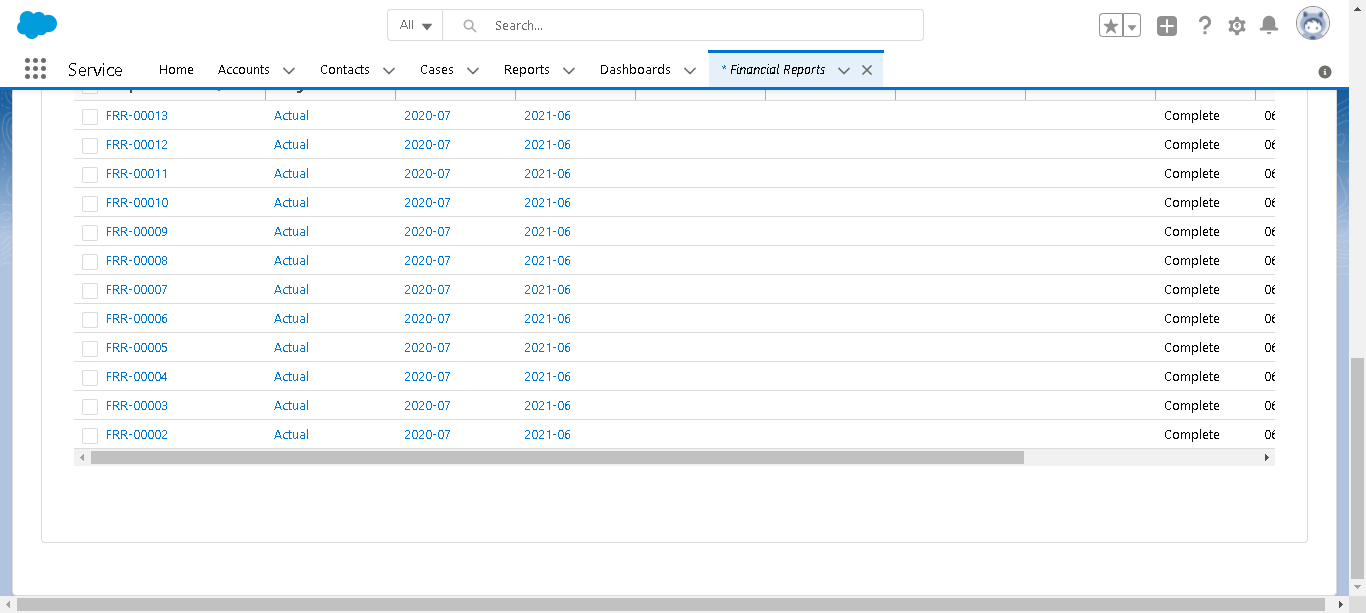 All
Search...
Service Home Accounts Contacts Cases Reports Dashboards * Financial Reports
FRR-00013 Actual 2020-07 2021-06 Complete 06
FRR-00012 Actual 2020-07 2021-06 Complete 06
FRR-00011 Actual 2020-07 2021-06 Complete 06
FRR-00010 Actual 2020-07 2021-06 Complete 06
FRR-00009 Actual 2020-07 2021-06 Complete 06
FRR-00008 Actual 2020-07 2021-06 Complete 06
FRR-00007 Actual 2020-07 2021-06 Complete 06
FRR-00006 Actual 2020-07 2021-06 Complete 06
FRR-00005 Actual 2020-07 2021-06 Complete 06
FRR-00004 Actual 2020-07 2021-06 Complete 06
FRR-00003 Actual 2020-07 2021-06 Complete 06
FRR-00002 Actual 2020-07 2021-06 Complete 06